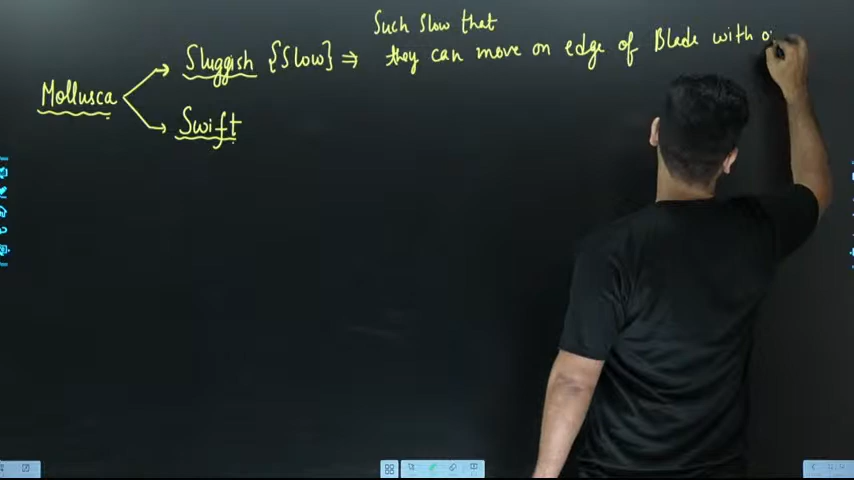 Such Slow that
Sluggish {Slow} ⇒ they can move on edge of Blade with
Mollusca
Swift